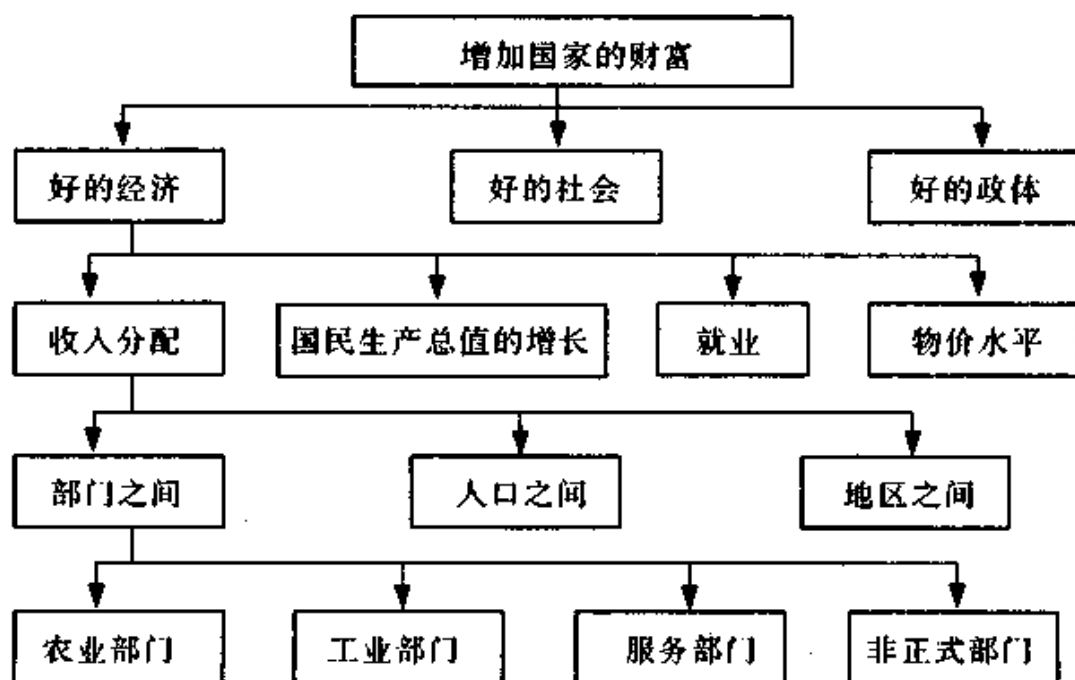 增加国家的财富
好的经济
好的社会
好的政体
收入分配
国民生产总值的增长
就业
物价水平
部门之间
人口之间
地区之间
农业部门
工业部门
服务部门
非正式部门